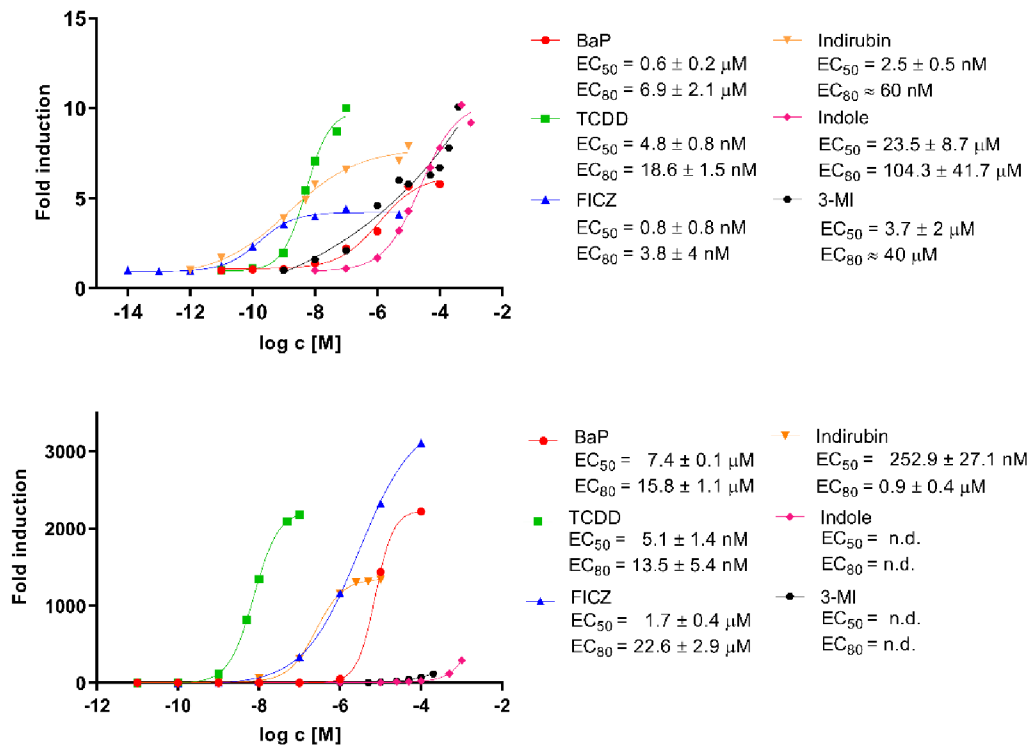 15
10
5
0
Fold induction
-14 -12 -10 -8 -6 -4 -2
log c [M]
BaP
EC50 = 0.6 ± 0.2 μM
EC80 = 6.9 ± 2.1 μM
TCDD
EC50 = 4.8 ± 0.8 nM
EC80 = 18.6 ± 1.5 nM
FICZ
EC50 = 0.8 ± 0.8 nM
EC80 = 3.8 ± 4 nM
Indirubin
EC50 = 2.5 ± 0.5 nM
EC80 ≈ 60 nM
Indole
EC50 = 23.5 ± 8.7 μM
EC80 = 104.3 ± 41.7 μM
3-MI
EC50 = 3.7 ± 2 μM
EC80 ≈ 40 μM
3000
2000
1000
0
Fold induction
-12 -10 -8 -6 -4 -2
log c [M]
BaP
EC50 = 7.4 ± 0.1 μM
EC80 = 15.8 ± 1.1 μM
TCDD
EC50 = 5.1 ± 1.4 nM
EC80 = 13.5 ± 5.4 nM
FICZ
EC50 = 1.7 ± 0.4 μM
EC80 = 22.6 ± 2.9 μM
Indirubin
EC50 = 252.9 ± 27.1 nM
EC80 = 0.9 ± 0.4 μM
Indole
EC50 = n.d.
EC80 = n.d.
3-MI
EC50 = n.d.
EC80 = n.d.